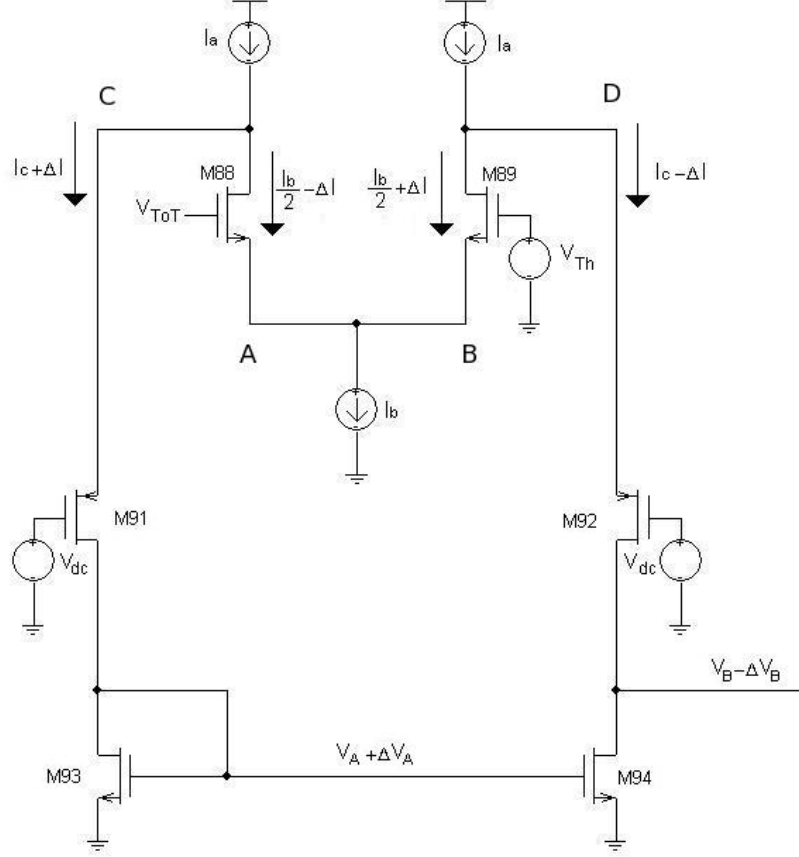 Ia
Ia
C
D
Ic+ΔI
M88
Ib/2 −ΔI
Ib/2 +ΔI
M89
Ic−ΔI
VToT
VTh
A
B
Ib
M91
M92
Vdc
Vdc
VB−ΔVB
VA+ΔVA
M93
M94